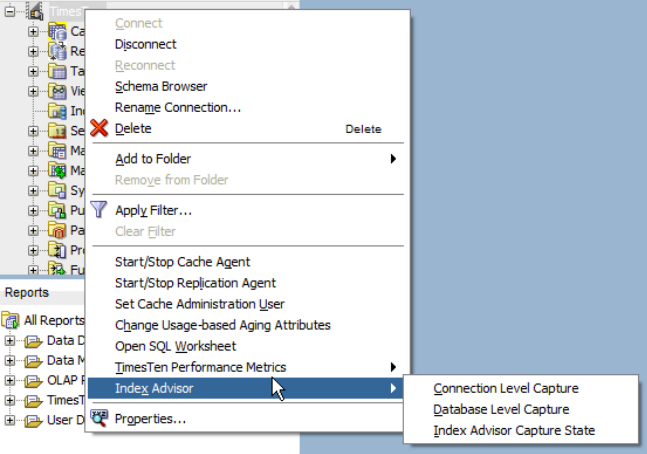 TimesT
Ca
Connect
Re
Disconnect
Ta
Reconnect
Vie
Schema Browser
In
Rename Connection...
Se
Delete Delete
Ma
Ma
Add to Folder
Sy
Remove from Folder
Pu
Apply Filter...
Pa
Clear Filter
Pr
Fu
Start/Stop Cache Agent
Reports
Start/Stop Replication Agent
Set Cache Administration User
All Reports
Change Usage-based Aging Attributes
Data D
Open SQL Worksheet
Data M
TimesTen Performance Metrics
OLAP
Index Advisor
Connection Level Capture
TimesT
Database Level Capture
User D
Properties...
Index Advisor Capture State